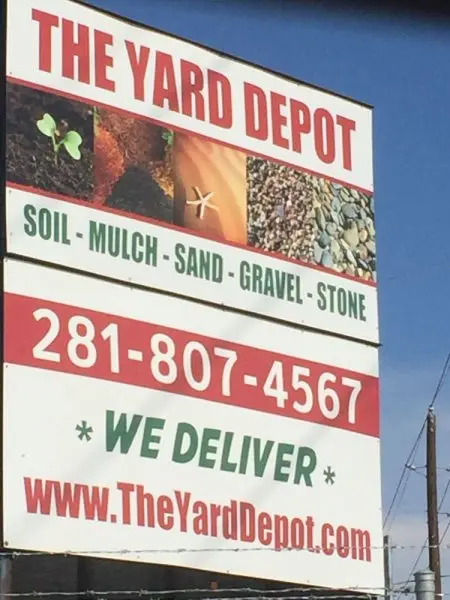 THE YARD DEPOT
SOIL - MULCH - SAND - GRAVEL - STONE
281-807-4567
* WE DELIVER *
www.TheYardDepot.com